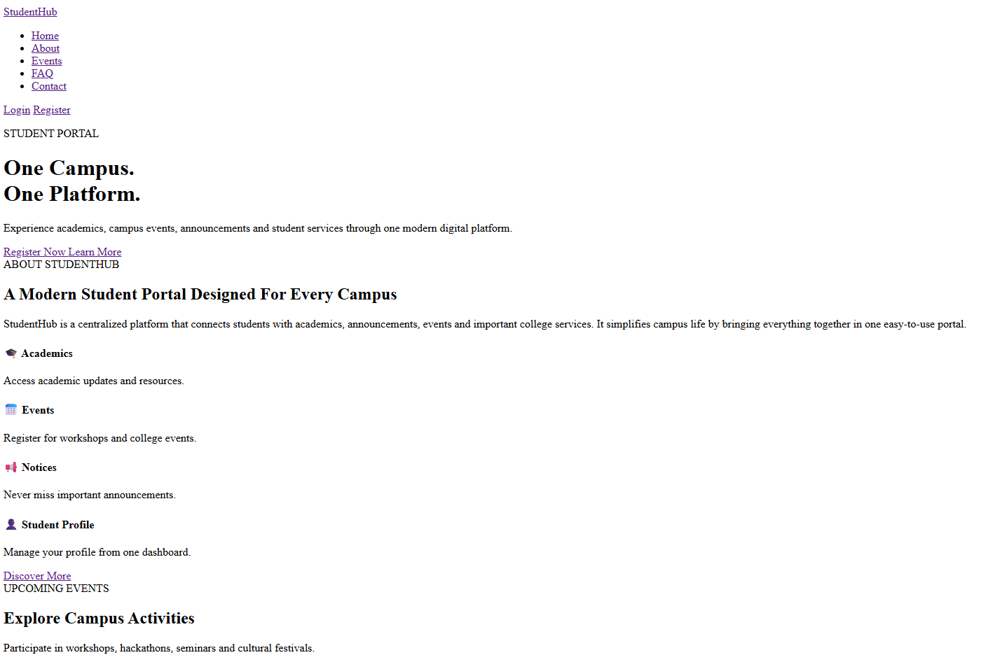 StudentHub
Home
About
Events
FAQ
Contact
Login Register
STUDENT PORTAL
One Campus.
One Platform.
Experience academics, campus events, announcements and student services through one modern digital platform.
Register Now Learn More
ABOUT STUDENTHUB
A Modern Student Portal Designed For Every Campus
StudentHub is a centralized platform that connects students with academics, announcements, events and important college services. It simplifies campus life by bringing everything together in one easy-to-use portal.
Academics
Access academic updates and resources.
Events
Register for workshops and college events.
Notices
Never miss important announcements.
Student Profile
Manage your profile from one dashboard.
Discover More
UPCOMING EVENTS
Explore Campus Activities
Participate in workshops, hackathons, seminars and cultural festivals.